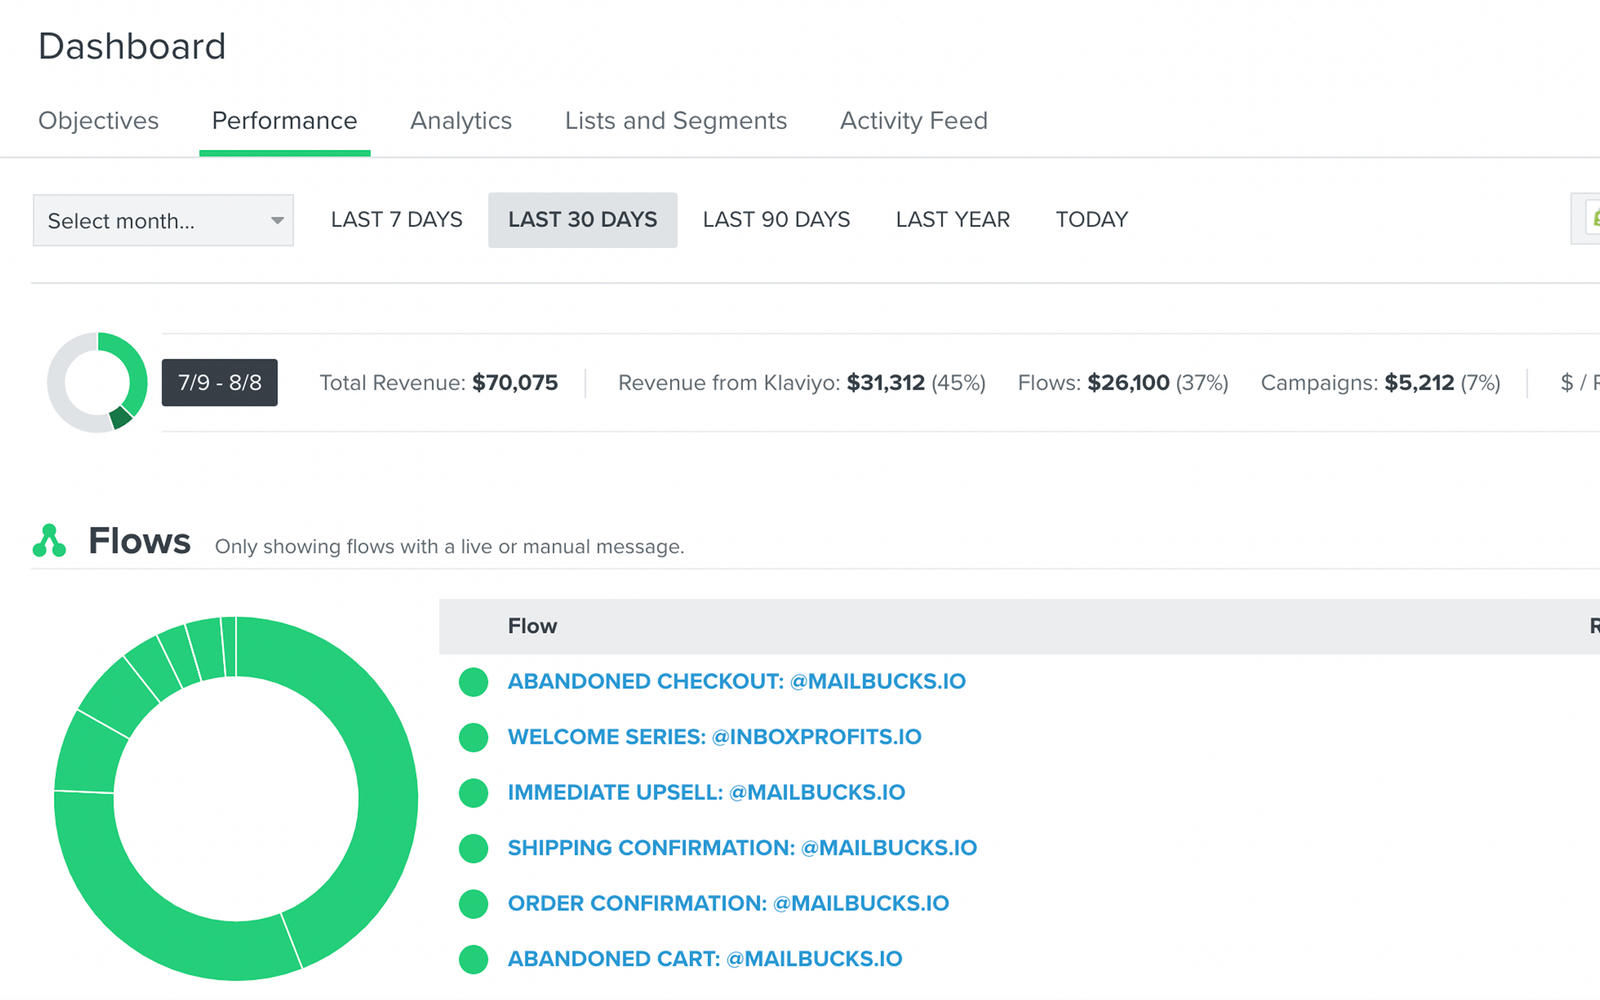 Dashboard
Objectives Performance Analytics Lists and Segments Activity Feed
Select month... LAST 7 DAYS LAST 30 DAYS LAST 90 DAYS LAST YEAR TODAY
7/9 - 8/8 Total Revenue: $70,075 Revenue from Klaviyo: $31,312 (45%) Flows: $26,100 (37%) Campaigns: $5,212 (7%) $ /
Flows Only showing flows with a live or manual message.
Flow
ABANDONED CHECKOUT: @MAILBUCKS.IO
WELCOME SERIES: @INBOXPROFITS.IO
IMMEDIATE UPSELL: @MAILBUCKS.IO
SHIPPING CONFIRMATION: @MAILBUCKS.IO
ORDER CONFIRMATION: @MAILBUCKS.IO
ABANDONED CART: @MAILBUCKS.IO